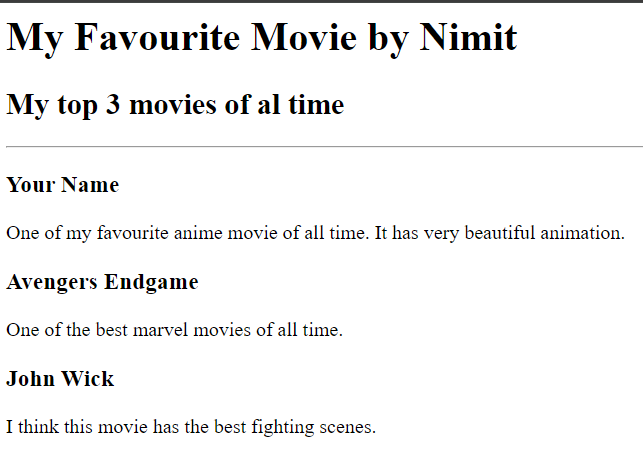 My Favourite Movie by Nimit
My top 3 movies of al time
Your Name
One of my favourite anime movie of all time. It has very beautiful animation.
Avengers Endgame
One of the best marvel movies of all time.
John Wick
I think this movie has the best fighting scenes.